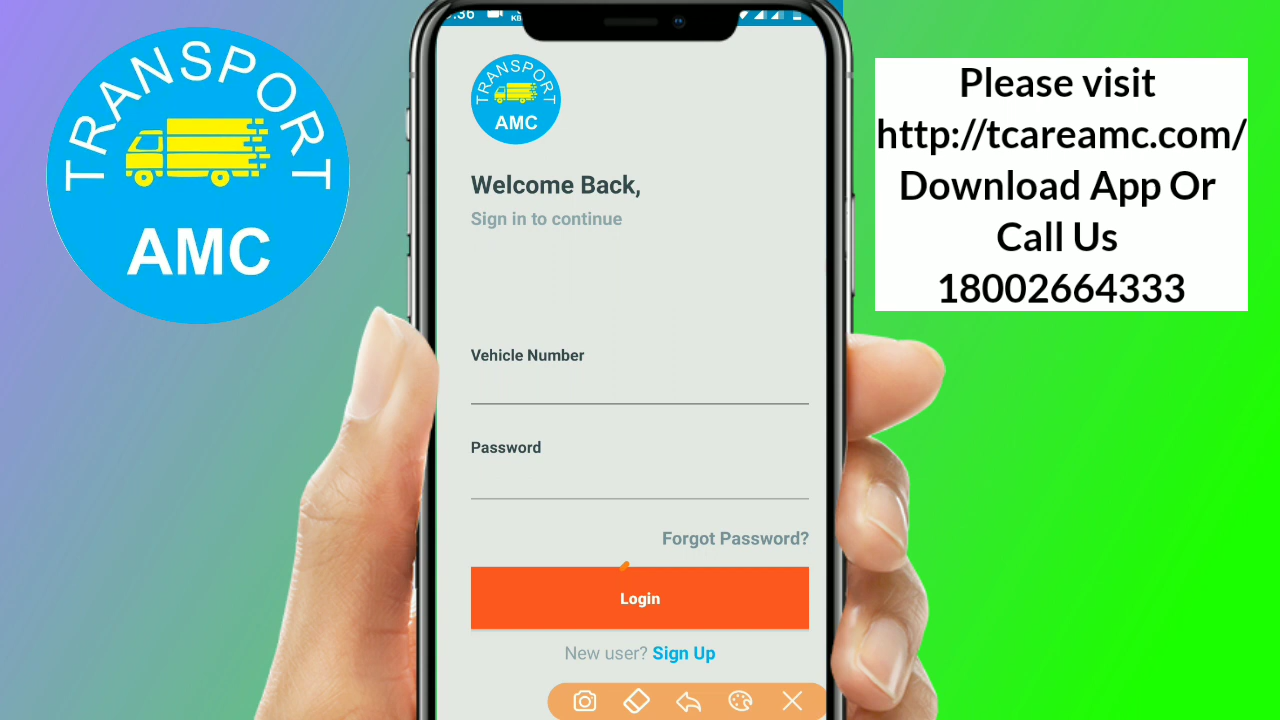 TRANSPORT
AMC
TRANSPORT
AMC
Welcome Back,
Sign in to continue
Vehicle Number
Password
Forgot Password?
Login
New user? Sign Up
Please visit
http://tcareamc.com/
Download App Or
Call Us
18002664333